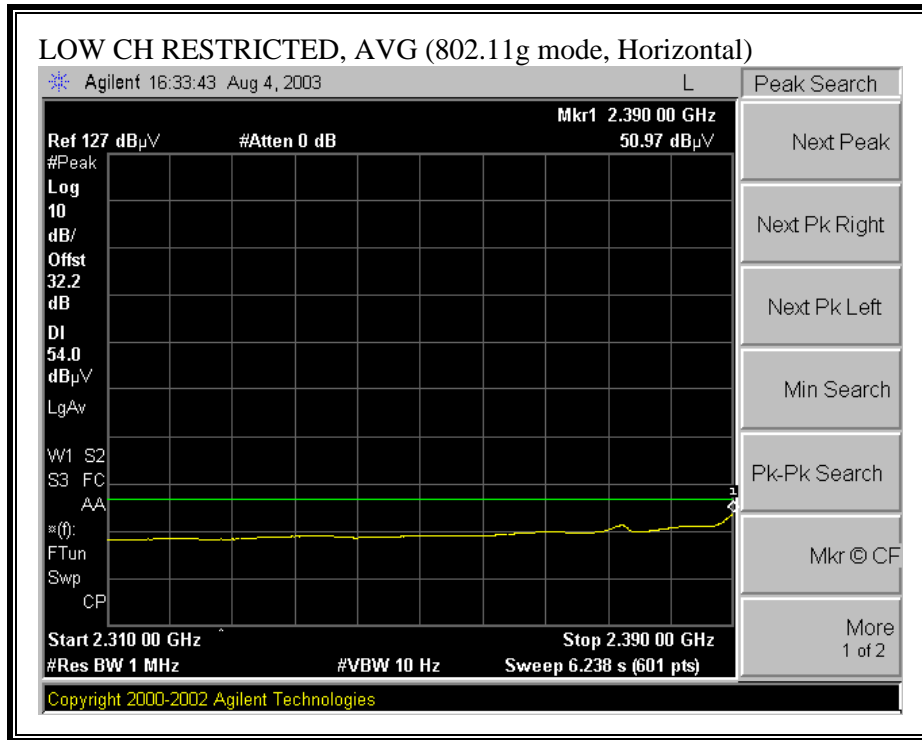 LOW CH RESTRICTED, AVG (802.11g mode, Horizontal)
Agilent 16:33:43 Aug 4, 2003 L
Peak Search
Mkr1 2.390 00 GHz
Ref 127 dBµV #Atten 0 dB 50.97 dBµV
#Peak
Log
10
dB/
Offst
32.2
dB
DI
54.0
dBµV
LgAv
W1 S2
S3 FC
AA
¤(f):
FTun
Swp
CP
1
Start 2.310 00 GHz ^ Stop 2.390 00 GHz
#Res BW 1 MHz #VBW 10 Hz Sweep 6.238 s (601 pts)
Copyright 2000-2002 Agilent Technologies
Next Peak
Next Pk Right
Next Pk Left
Min Search
Pk-Pk Search
Mkr © CF
More
1 of 2